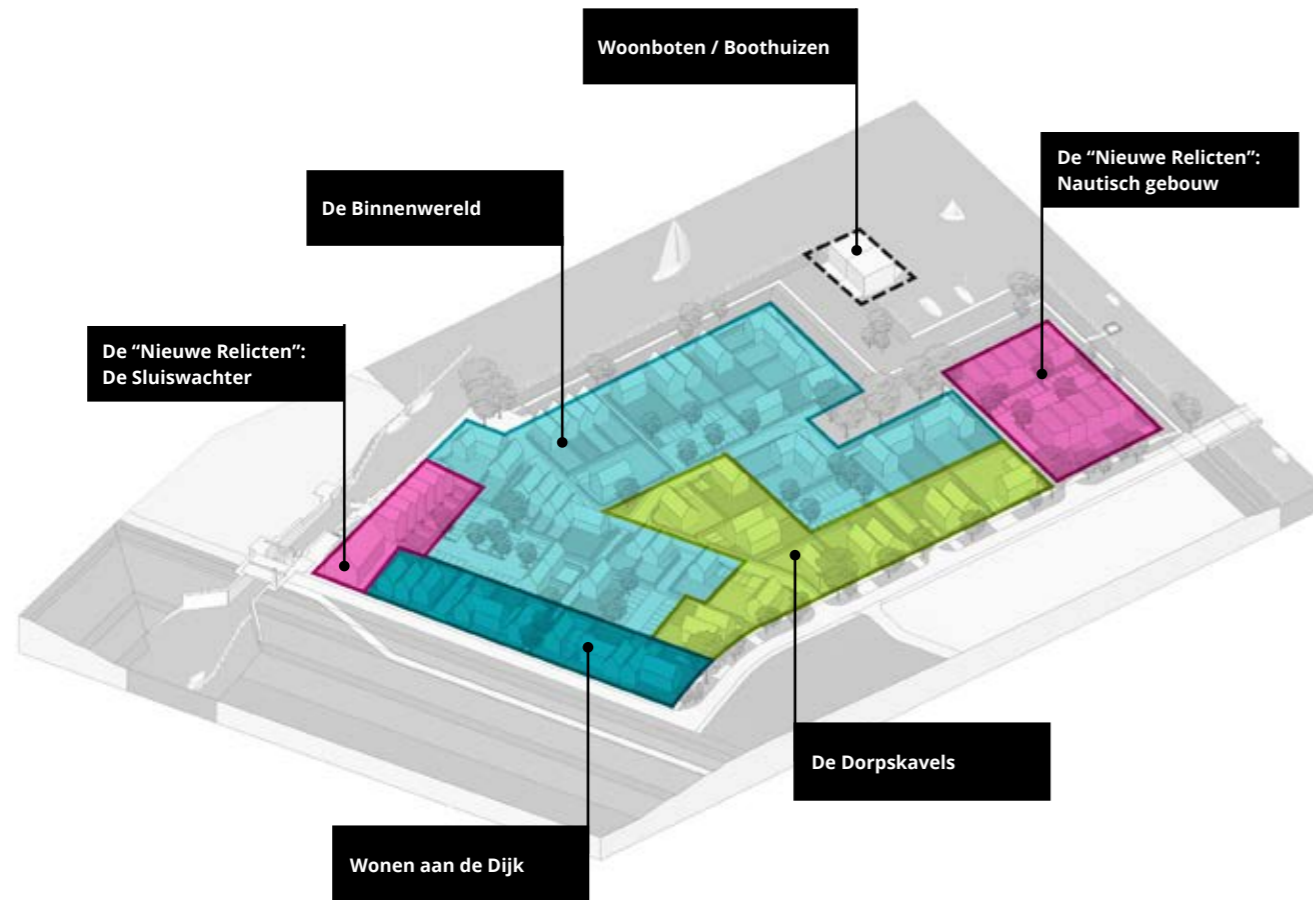 Woonboten / Boothuizen
De “Nieuwe Relicten”:
Nautisch gebouw
De Binnenwereld
De “Nieuwe Relicten”:
De Sluiswachter
De Dorpskavels
Wonen aan de Dijk